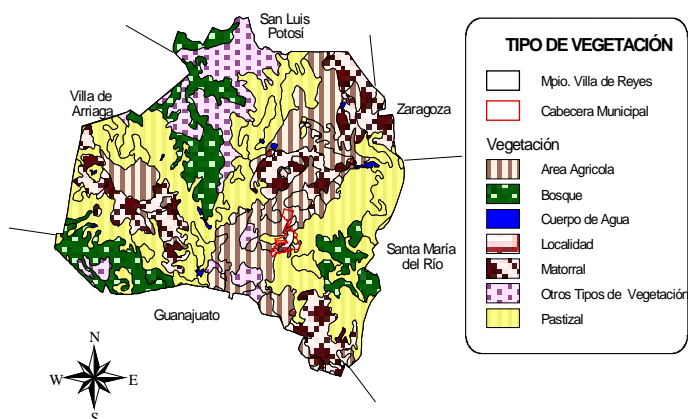 San Luis
Potosí
Villa de
Arriaga
Zaragoza
Santa María
del Río
Guanajuato
N
W
E
S
TIPO DE VEGETACIÓN
Mpio. Villa de Reyes
Cabecera Municipal
Vegetación
Area Agricola
Bosque
Cuerpo de Agua
Localidad
Matorral
Otros Tipos de Vegetación
Pastizal